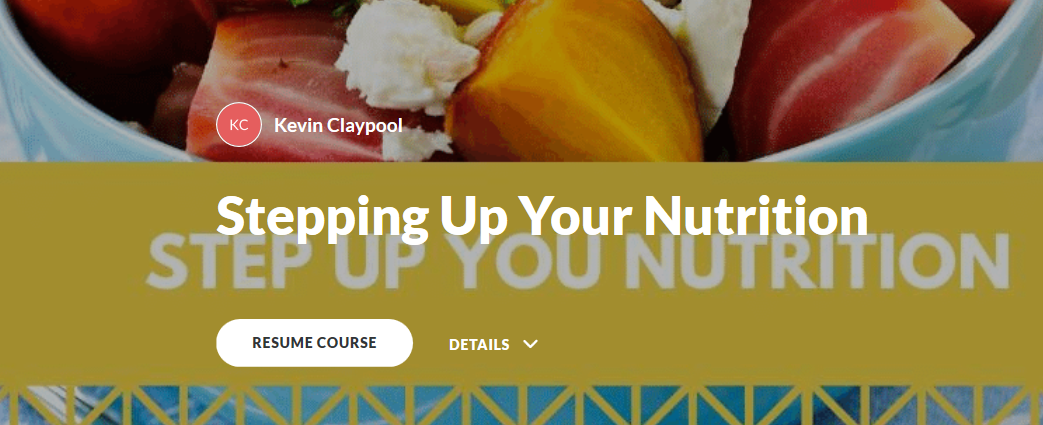 KC Kevin Claypool
Stepping Up Your Nutrition
STEP UP YOU NUTRITION
RESUME COURSE DETAILS